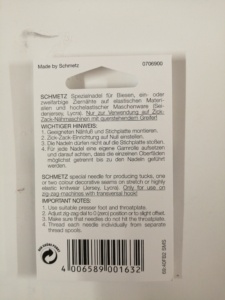 Made by Schmetz
3706900
SCHMETZ Spezialnadel für Biesen, ein- oder
zweifarbige Ziernähte auf elastischen Materi-
alien und hochelastischer Maschenware (Sei-
denjersey, Lycra). Nur zur Verwendung auf Zick-
Zack-Nähmaschinen mit querstehendem Greifer!
WICHTIGER HINWEIS:
1. Geeigneten Nähfuß und Stichplatte montieren.
2. Zick-Zack-Einrichtung auf Null einstellen.
3. Die Nadeln dürfen nicht auf die Stichplatte stoßen.
4. Für jede Nadel eine eigene Garnrolle aufsetzen
und darauf achten, dass die einzelnen Oberfäden
möglichst getrennt bis zu den Nadeln geführt
werden.
SCHMETZ special needle for producing tucks, one
or two colour decorative seams on stretch or highly
elastic knitwear (Jersey, Lycra). Only for use on
zig-zag-machines with transversal hook!
IMPORTANT NOTES:
1. Use suitable presser foot and throatplate.
2. Adjust zig-zag dial to 0 (zero) position or to slight offset.
3. Make sure that needles do not hit the throatplate.
4. Thread each needle individually from separate
thread spools.
4 006589 001632